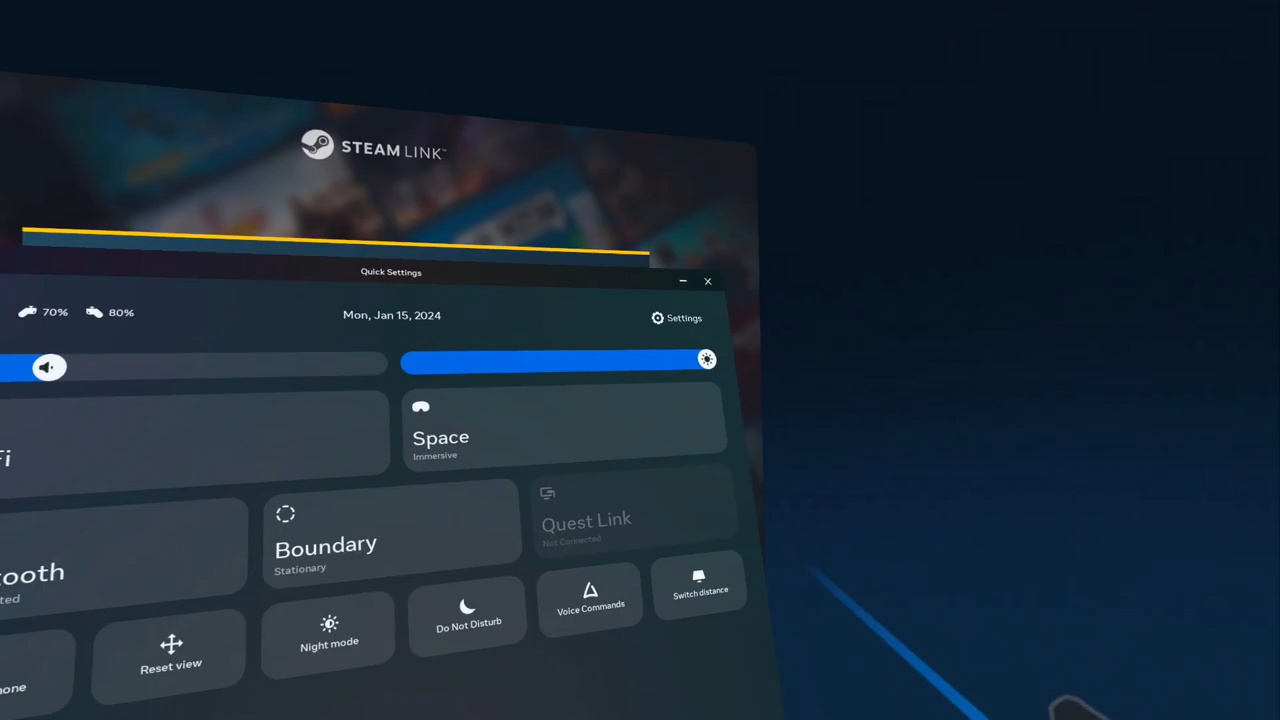 STEAM LINK™
Quick Settings
70% 80%
Mon, Jan 15, 2024
Settings
Space
Immersive
Quest Link
Not Connected
Boundary
Stationary
Reset view
Night mode
Do Not Disturb
Voice Commands
Switch distance